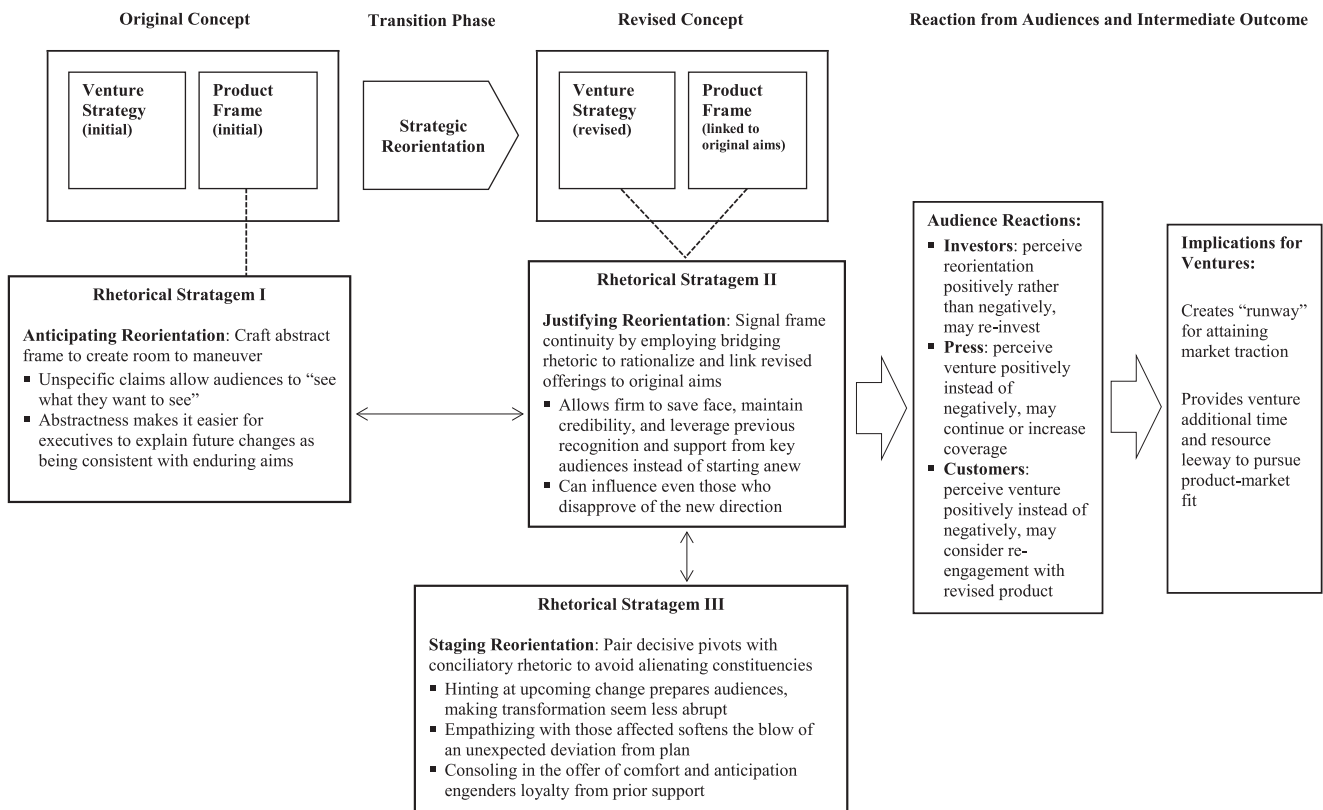 Original Concept
Transition Phase
Revised Concept
Reaction from Audiences and Intermediate Outcome
Venture
Strategy
(initial)
Product
Frame
(initial)
Strategic
Reorientation
Venture
Strategy
(revised)
Product
Frame
(linked to
original aims)
Rhetorical Stratagem I
Anticipating Reorientation: Craft abstract
frame to create room to maneuver
▪ Unspecific claims allow audiences to “see
what they want to see”
▪ Abstractness makes it easier for
executives to explain future changes as
being consistent with enduring aims
Rhetorical Stratagem II
Justifying Reorientation: Signal frame
continuity by employing bridging
rhetoric to rationalize and link revised
offerings to original aims
▪ Allows firm to save face, maintain
credibility, and leverage previous
recognition and support from key
audiences instead of starting anew
▪ Can influence even those who
disapprove of the new direction
Rhetorical Stratagem III
Staging Reorientation: Pair decisive pivots with
conciliatory rhetoric to avoid alienating constituencies
▪ Hinting at upcoming change prepares audiences,
making transformation seem less abrupt
▪ Empathizing with those affected softens the blow of
an unexpected deviation from plan
▪ Consoling in the offer of comfort and anticipation
engenders loyalty from prior support
Audience Reactions:
▪ Investors: perceive
reorientation
positively rather
than negatively,
may re-invest
▪ Press: perceive
venture positively
instead of
negatively, may
continue or increase
coverage
▪ Customers:
perceive venture
positively instead of
negatively, may
consider re-
engagement with
revised product
Implications for
Ventures:
Creates “runway”
for attaining
market traction
Provides venture
additional time
and resource
leeway to pursue
product-market
fit